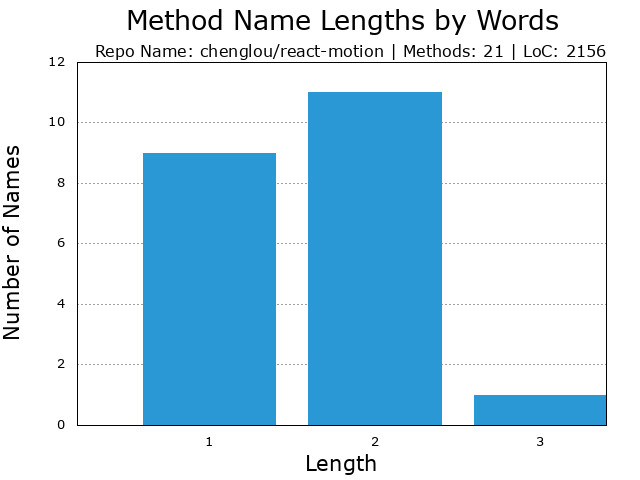 Method Name Lengths by Words
Repo Name: chenglou/react-motion | Methods: 21 | LoC: 2156
12
10
8
6
4
2
0
Number of Names
1 2 3
Length